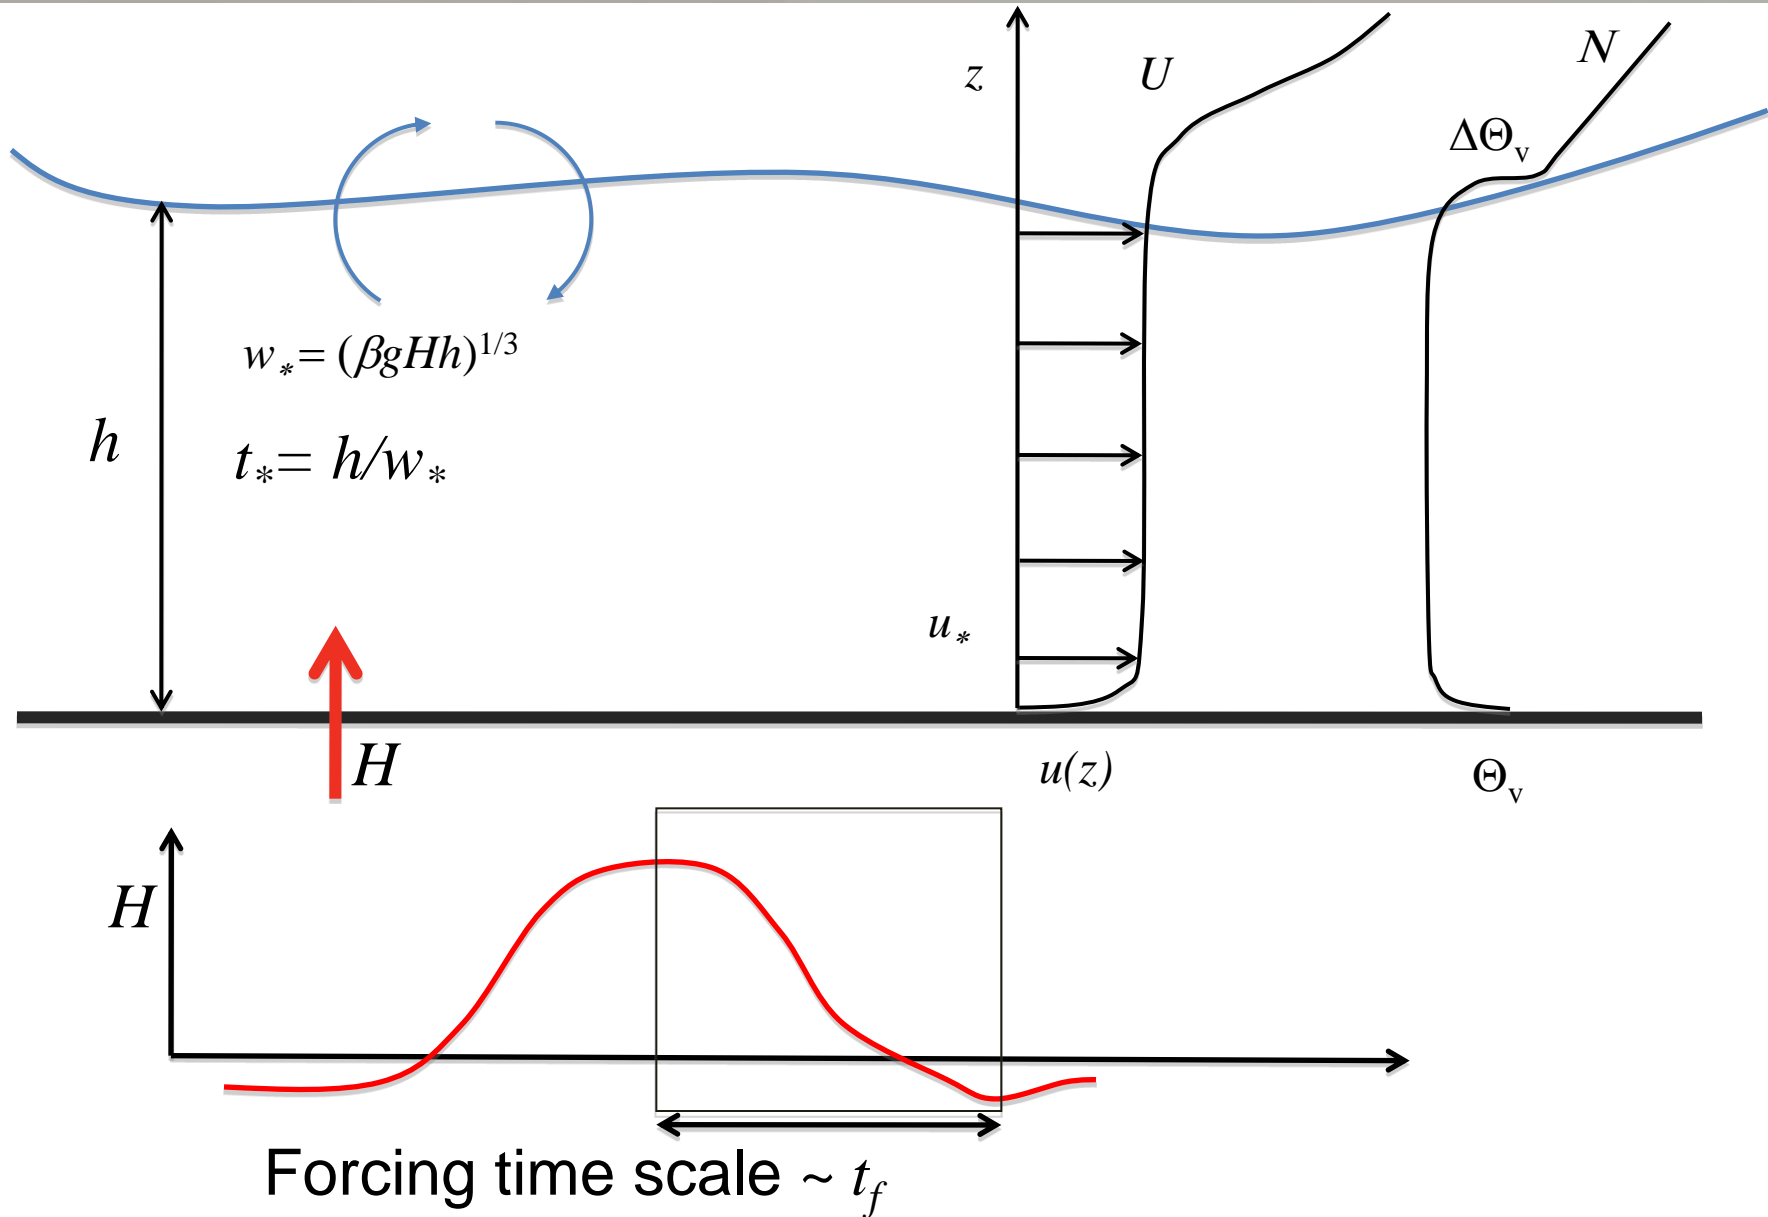 z
U
N
ΔΘv
w* = (βgHh)1/3
h
t* = h/w*
u*
H
u(z)
Θv
H
Forcing time scale ~ tf